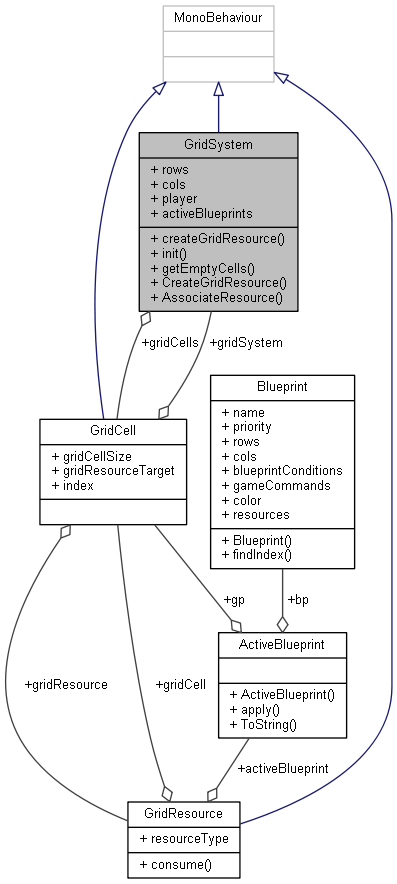 MonoBehaviour
GridSystem
+ rows
+ cols
+ player
+ activeBlueprints
+ createGridResource()
+ init()
+ getEmptyCells()
+ CreateGridResource()
+ AssociateResource()
+gridCells
+gridSystem
Blueprint
+ name
+ priority
+ rows
+ cols
+ blueprintConditions
+ gameCommands
+ color
+ resources
+ Blueprint()
+ findIndex()
GridCell
+ gridCellSize
+ gridResourceTarget
+ index
+gp
+bp
ActiveBlueprint
+ ActiveBlueprint()
+ apply()
+ ToString()
+gridResource
+gridCell
+activeBlueprint
GridResource
+ resourceType
+ consume()